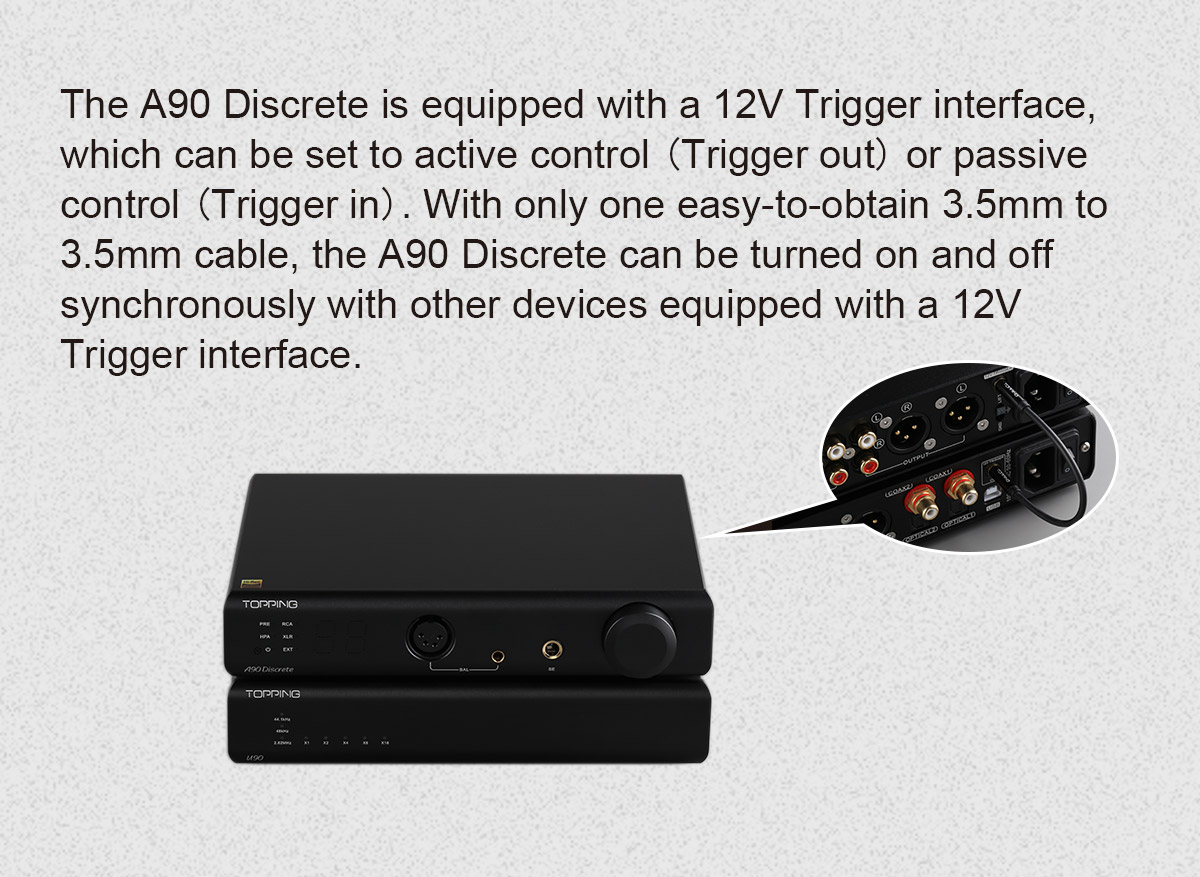 The A90 Discrete is equipped with a 12V Trigger interface,
which can be set to active control（Trigger out）or passive
control（Trigger in）. With only one easy-to-obtain 3.5mm to
3.5mm cable, the A90 Discrete can be turned on and off
synchronously with other devices equipped with a 12V
Trigger interface.
L
R
L
R
OUTPUT
COAX2
COAX1
OPTICAL2
OPTICAL1
USB
TOPPING
PRE RCA
HPA XLR
EXT
BAL
SE
A90 Discrete
TOPPING
44.1kHz
48kHz
2.82MHz X1 X2 X4 X8 X16
U90